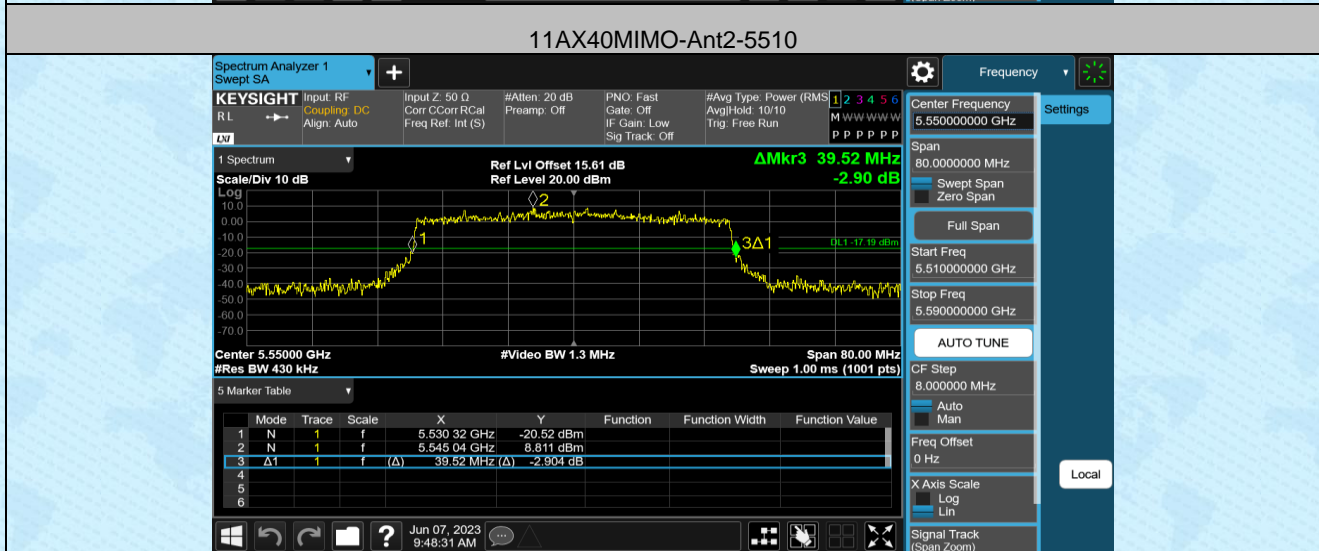 (Span Zoom)
11AX40MIMO-Ant2-5510
Spectrum Analyzer 1
Swept SA
+
Frequency
KEYSIGHT
RL
LXI
Input: RF
Coupling: DC
Align: Auto
Input Z: 50 Ω
Corr CCorr RCal
Freq Ref: Int (S)
#Atten: 20 dB
Preamp: Off
PNO: Fast
Gate: Off
IF Gain: Low
Sig Track: Off
#Avg Type: Power (RMS
Avg|Hold: 10/10
Trig: Free Run
1 2 3 4 5 6
M W W W W W
P P P P P P
Center Frequency
5.550000000 GHz
Settings
1 Spectrum
Scale/Div 10 dB
Ref Lvl Offset 15.61 dB
Ref Level 20.00 dBm
ΔMkr3 39.52 MHz
-2.90 dB
Span
80.0000000 MHz
Swept Span
Zero Span
Full Span
Start Freq
5.510000000 GHz
Stop Freq
5.590000000 GHz
AUTO TUNE
CF Step
8.000000 MHz
Auto
Man
Freq Offset
0 Hz
X Axis Scale
Log
Lin
Signal Track
(Span Zoom)
Local
Log
10.0
0.00
-10.0
-20.0
-30.0
-40.0
-50.0
-60.0
-70.0
1
2
3Δ1
DL1 -17.19 dBm
Center 5.55000 GHz
#Res BW 430 kHz
#Video BW 1.3 MHz
Span 80.00 MHz
Sweep 1.00 ms (1001 pts)
5 Marker Table
Mode Trace Scale X Y Function Function Width Function Value
1 N 1 f 5.530 32 GHz -20.52 dBm
2 N 1 f 5.545 04 GHz 8.811 dBm
3 Δ1 1 f (Δ) 39.52 MHz (Δ) -2.904 dB
4
5
6
?
Jun 07, 2023
9:48:31 AM